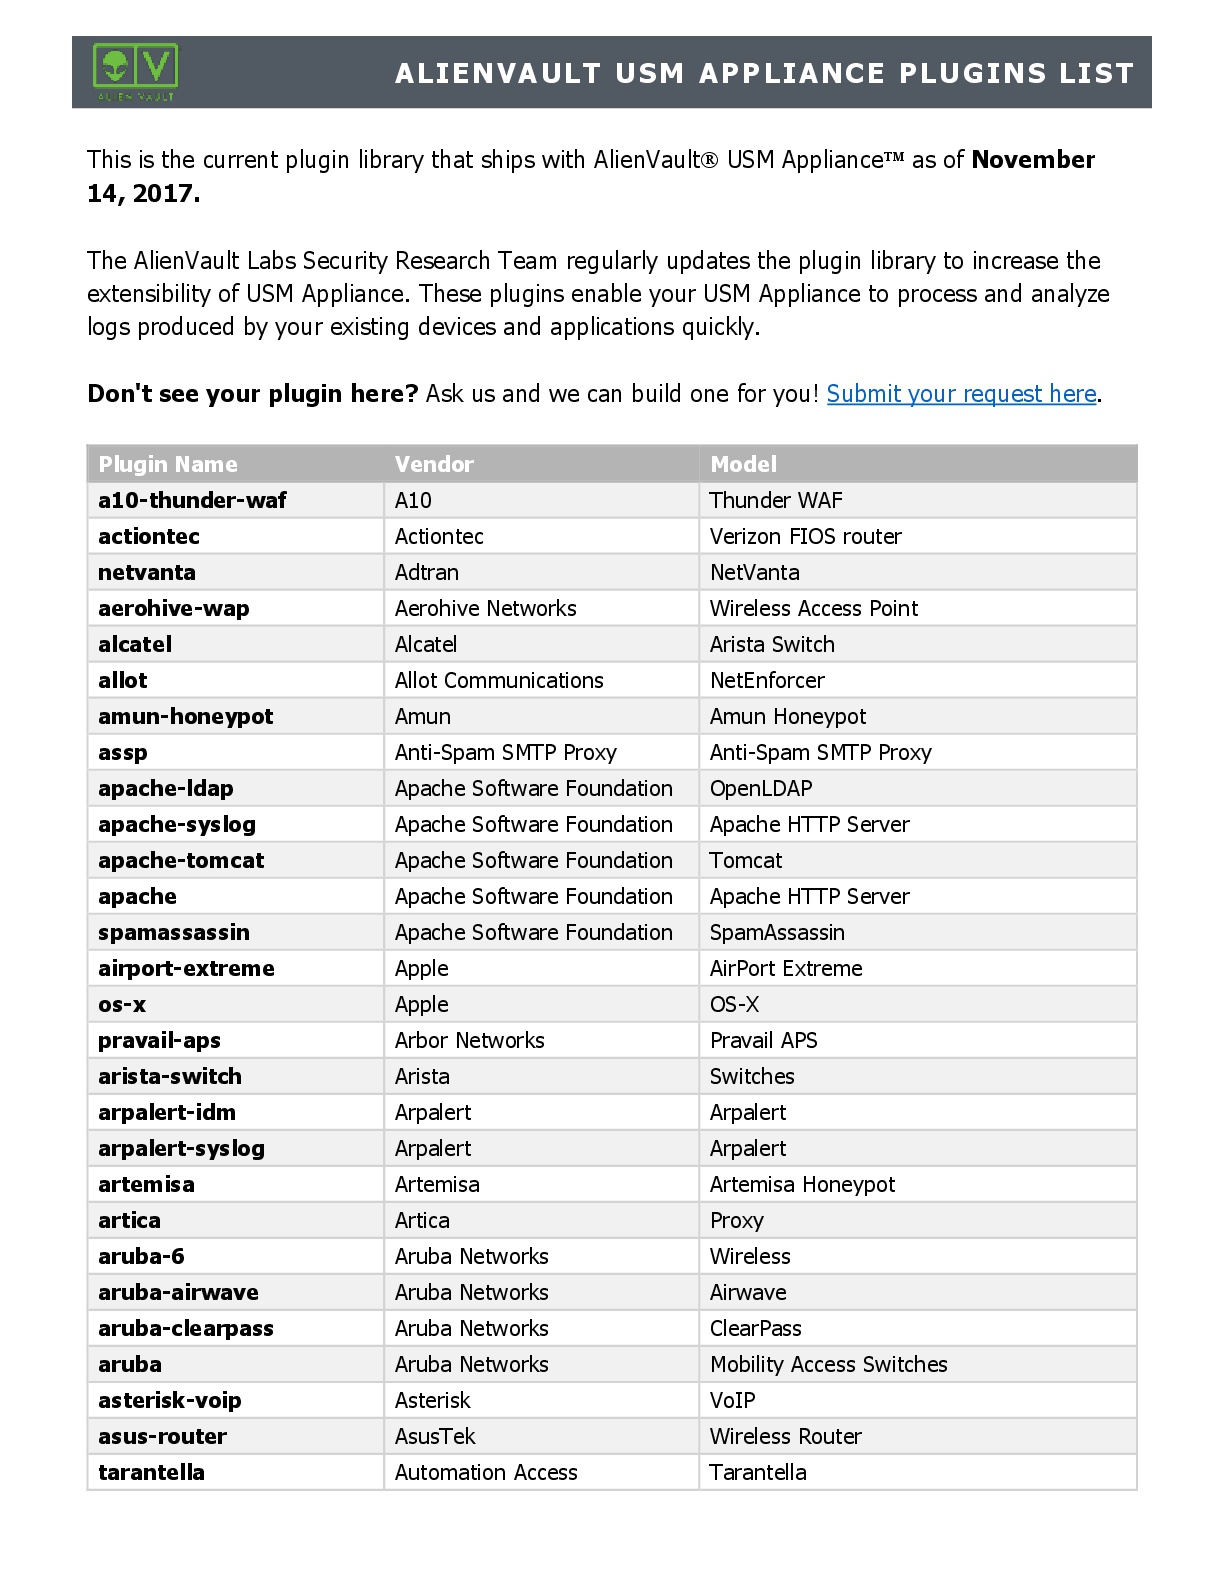 ALIEN VAULT
ALIENVAULT USM APPLIANCE PLUGINS LIST
This is the current plugin library that ships with AlienVault® USM Appliance™ as of November
14, 2017.
The AlienVault Labs Security Research Team regularly updates the plugin library to increase the
extensibility of USM Appliance. These plugins enable your USM Appliance to process and analyze
logs produced by your existing devices and applications quickly.
Don't see your plugin here? Ask us and we can build one for you! Submit your request here.
Plugin Name Vendor Model
a10-thunder-waf A10 Thunder WAF
actiontec Actiontec Verizon FIOS router
netvanta Adtran NetVanta
aerohive-wap Aerohive Networks Wireless Access Point
alcatel Alcatel Arista Switch
allot Allot Communications NetEnforcer
amun-honeypot Amun Amun Honeypot
assp Anti-Spam SMTP Proxy Anti-Spam SMTP Proxy
apache-ldap Apache Software Foundation OpenLDAP
apache-syslog Apache Software Foundation Apache HTTP Server
apache-tomcat Apache Software Foundation Tomcat
apache Apache Software Foundation Apache HTTP Server
spamassassin Apache Software Foundation SpamAssassin
airport-extreme Apple AirPort Extreme
os-x Apple OS-X
pravail-aps Arbor Networks Pravail APS
arista-switch Arista Switches
arpalert-idm Arpalert Arpalert
arpalert-syslog Arpalert Arpalert
artemisa Artemisa Artemisa Honeypot
artica Artica Proxy
aruba-6 Aruba Networks Wireless
aruba-airwave Aruba Networks Airwave
aruba-clearpass Aruba Networks ClearPass
aruba Aruba Networks Mobility Access Switches
asterisk-voip Asterisk VoIP
asus-router AsusTek Wireless Router
tarantella Automation Access Tarantella